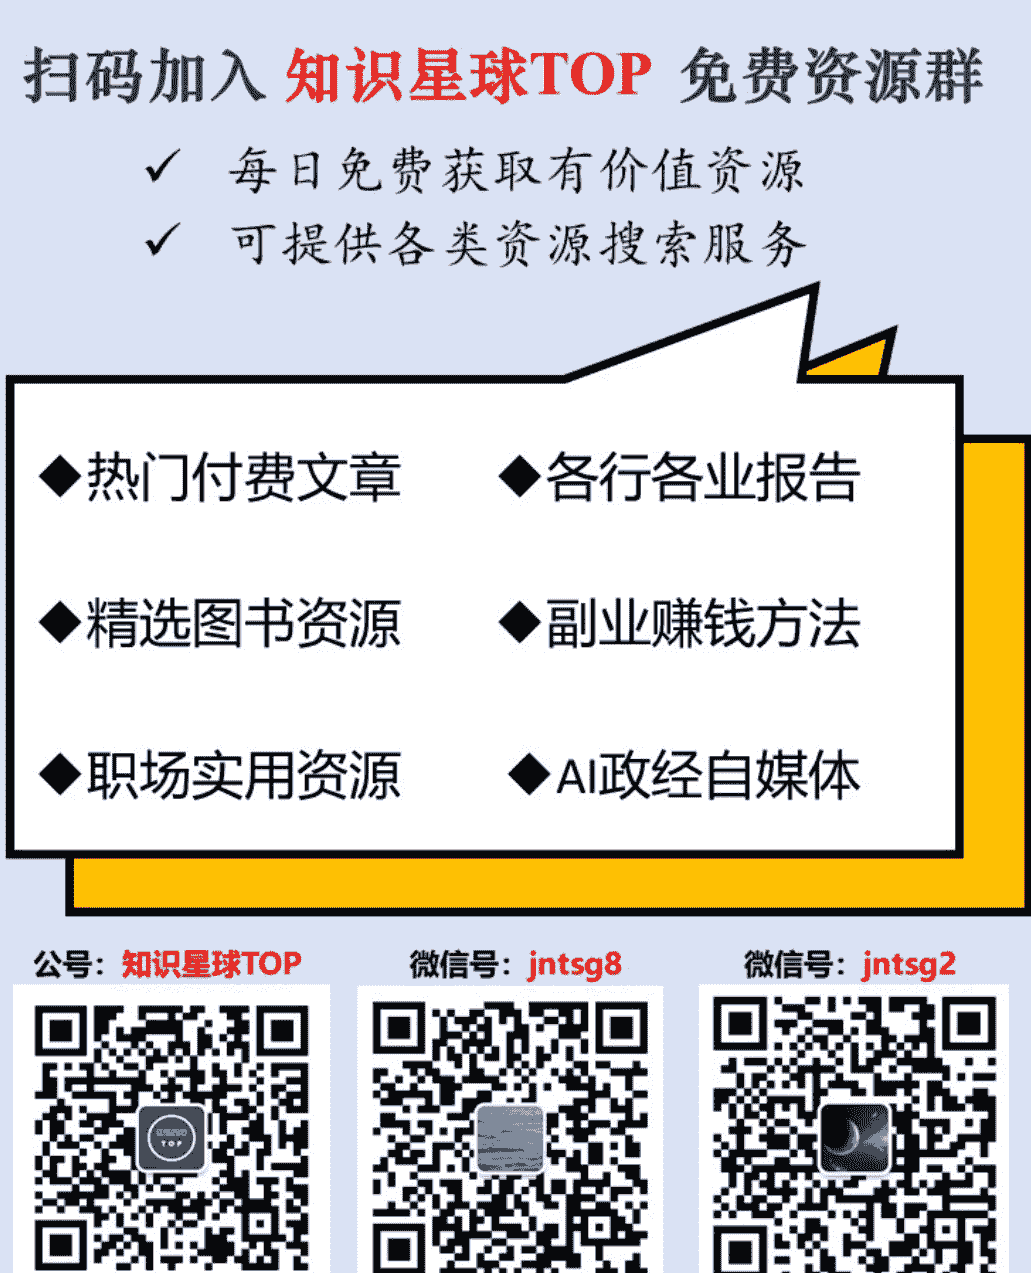 扫码加入 知识星球TOP 免费资源群
✓ 每日免费获取有价值资源
✓ 可提供各类资源搜索服务
◆热门付费文章 ◆各行各业报告
◆精选图书资源 ◆副业赚钱方法
◆职场实用资源 ◆AI政经自媒体
公号：知识星球TOP 微信号：jntsg8 微信号：jntsg2
TOP